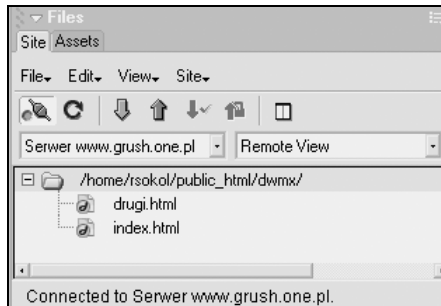 Files
Site Assets
File Edit View Site
Serwer www.grush.one.pl Remote View
/home/rsokol/public_html/dwmx/
drugi.html
index.html
Connected to Serwer www.grush.one.pl.